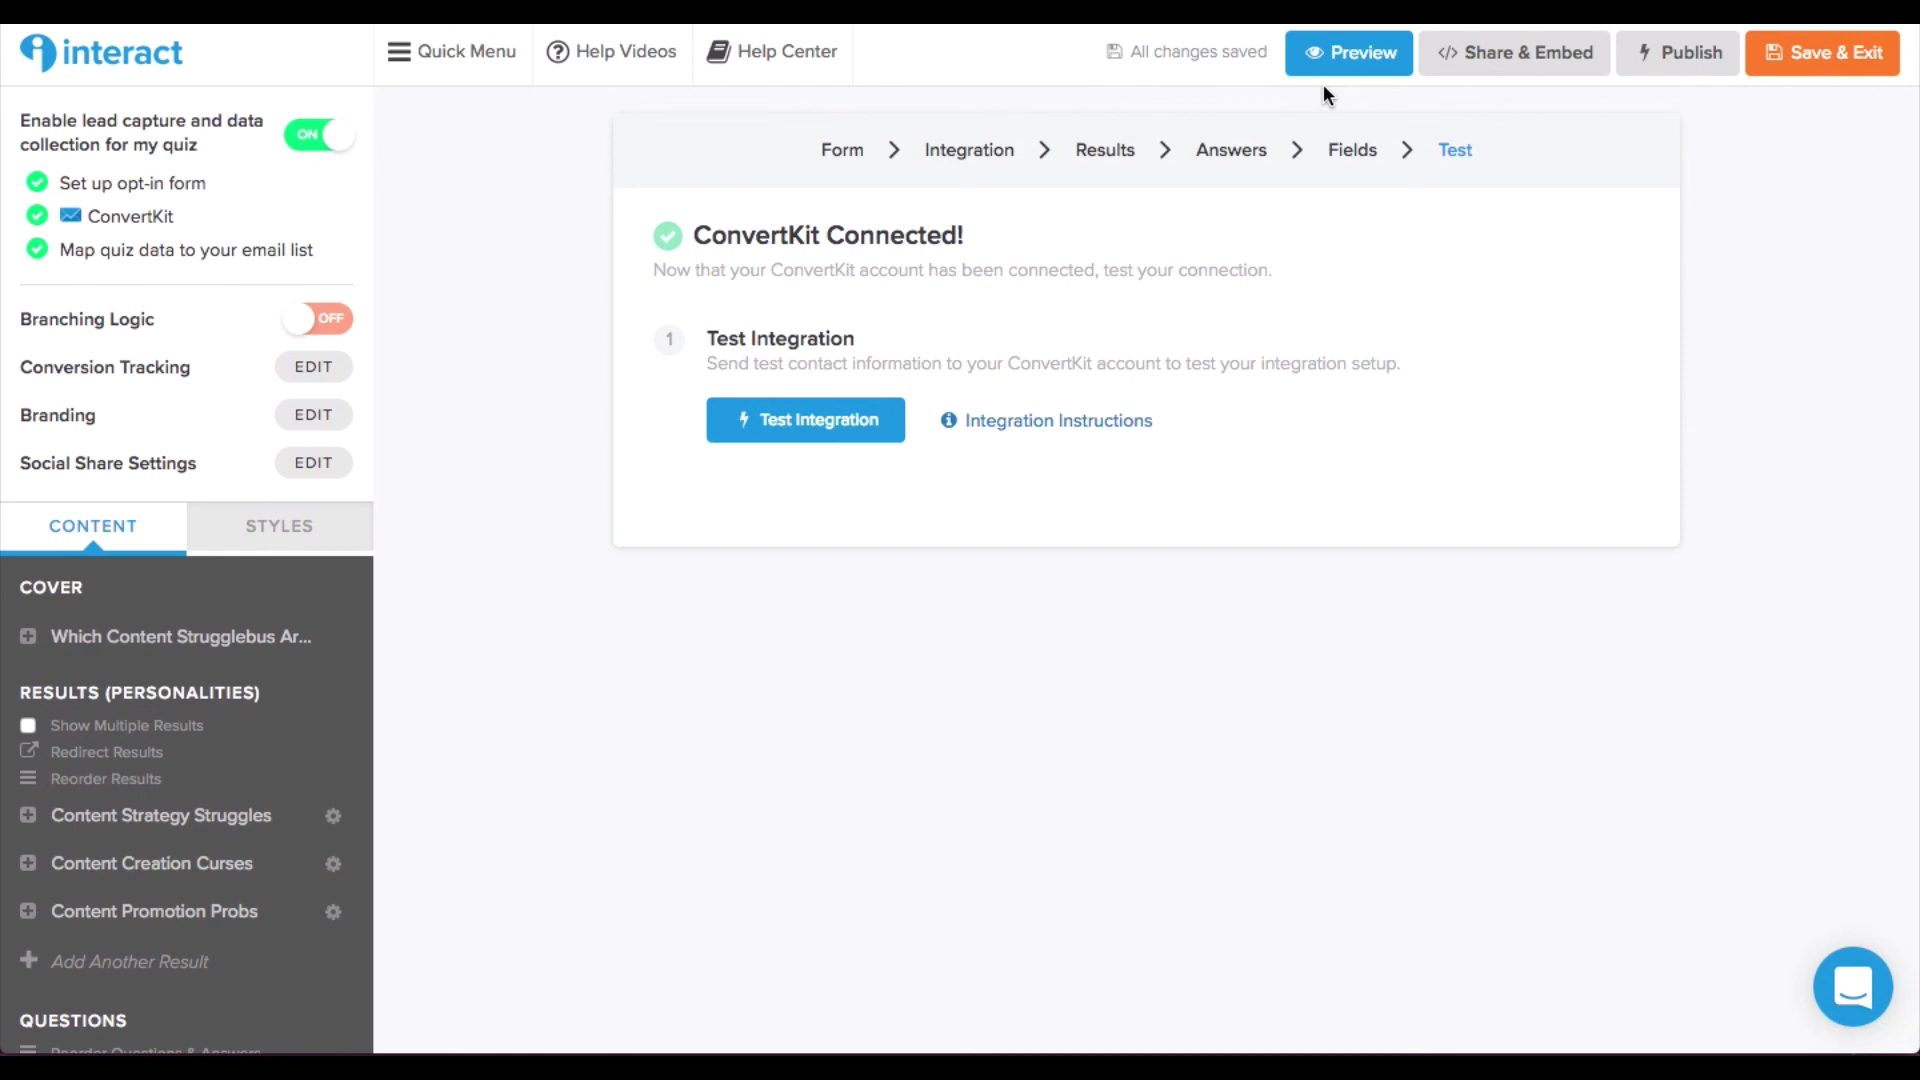 interact
Quick Menu
Help Videos
Help Center
All changes saved
Preview
</> Share & Embed
Publish
Save & Exit
Enable lead capture and data
collection for my quiz
ON
Set up opt-in form
ConvertKit
Map quiz data to your email list
Branching Logic
OFF
Conversion Tracking
EDIT
Branding
EDIT
Social Share Settings
EDIT
CONTENT
STYLES
COVER
Which Content Strugglebus Ar...
RESULTS (PERSONALITIES)
Show Multiple Results
Redirect Results
Reorder Results
Content Strategy Struggles
Content Creation Curses
Content Promotion Probs
Add Another Result
QUESTIONS
Reorder Questions & Answers
Form > Integration > Results > Answers > Fields > Test
ConvertKit Connected!
Now that your ConvertKit account has been connected, test your connection.
1
Test Integration
Send test contact information to your ConvertKit account to test your integration setup.
Test Integration
Integration Instructions